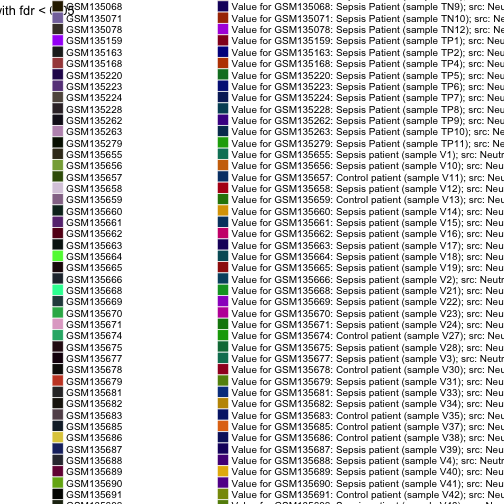 with fdr < 0.05
GSM135068 Value for GSM135068: Sepsis Patient (sample TN9); src: Neu
GSM135071 Value for GSM135071: Sepsis Patient (sample TN10); src: Ne
GSM135078 Value for GSM135078: Sepsis Patient (sample TN12); src: Ne
GSM135159 Value for GSM135159: Sepsis Patient (sample TP1); src: Neu
GSM135163 Value for GSM135163: Sepsis Patient (sample TP2); src: Neu
GSM135168 Value for GSM135168: Sepsis Patient (sample TP4); src: Neu
GSM135220 Value for GSM135220: Sepsis Patient (sample TP5); src: Neu
GSM135223 Value for GSM135223: Sepsis Patient (sample TP6); src: Neu
GSM135224 Value for GSM135224: Sepsis Patient (sample TP7); src: Neu
GSM135228 Value for GSM135228: Sepsis Patient (sample TP8); src: Neu
GSM135262 Value for GSM135262: Sepsis Patient (sample TP9); src: Neu
GSM135263 Value for GSM135263: Sepsis Patient (sample TP10); src: Ne
GSM135279 Value for GSM135279: Sepsis Patient (sample TP11); src: Ne
GSM135655 Value for GSM135655: Sepsis patient (sample V1); src: Neutr
GSM135656 Value for GSM135656: Sepsis patient (sample V10); src: Neu
GSM135657 Value for GSM135657: Control patient (sample V11); src: Neu
GSM135658 Value for GSM135658: Sepsis patient (sample V12); src: Neu
GSM135659 Value for GSM135659: Control patient (sample V13); src: Neu
GSM135660 Value for GSM135660: Sepsis patient (sample V14); src: Neu
GSM135661 Value for GSM135661: Sepsis patient (sample V15); src: Neu
GSM135662 Value for GSM135662: Sepsis patient (sample V16); src: Neu
GSM135663 Value for GSM135663: Sepsis patient (sample V17); src: Neu
GSM135664 Value for GSM135664: Sepsis patient (sample V18); src: Neu
GSM135665 Value for GSM135665: Sepsis patient (sample V19); src: Neu
GSM135666 Value for GSM135666: Sepsis patient (sample V2); src: Neutr
GSM135668 Value for GSM135668: Sepsis patient (sample V21); src: Neu
GSM135669 Value for GSM135669: Sepsis patient (sample V22); src: Neu
GSM135670 Value for GSM135670: Sepsis patient (sample V23); src: Neu
GSM135671 Value for GSM135671: Sepsis patient (sample V24); src: Neu
GSM135674 Value for GSM135674: Control patient (sample V27); src: Neu
GSM135675 Value for GSM135675: Sepsis patient (sample V28); src: Neu
GSM135677 Value for GSM135677: Sepsis patient (sample V3); src: Neutr
GSM135678 Value for GSM135678: Control patient (sample V30); src: Neu
GSM135679 Value for GSM135679: Sepsis patient (sample V31); src: Neu
GSM135681 Value for GSM135681: Sepsis patient (sample V33); src: Neu
GSM135682 Value for GSM135682: Sepsis patient (sample V34); src: Neu
GSM135683 Value for GSM135683: Control patient (sample V35); src: Neu
GSM135685 Value for GSM135685: Control patient (sample V37); src: Neu
GSM135686 Value for GSM135686: Control patient (sample V38); src: Neu
GSM135687 Value for GSM135687: Sepsis patient (sample V39); src: Neu
GSM135688 Value for GSM135688: Sepsis patient (sample V4); src: Neutr
GSM135689 Value for GSM135689: Sepsis patient (sample V40); src: Neu
GSM135690 Value for GSM135690: Sepsis patient (sample V41); src: Neu
GSM135691 Value for GSM135691: Control patient (sample V42); src: Neu